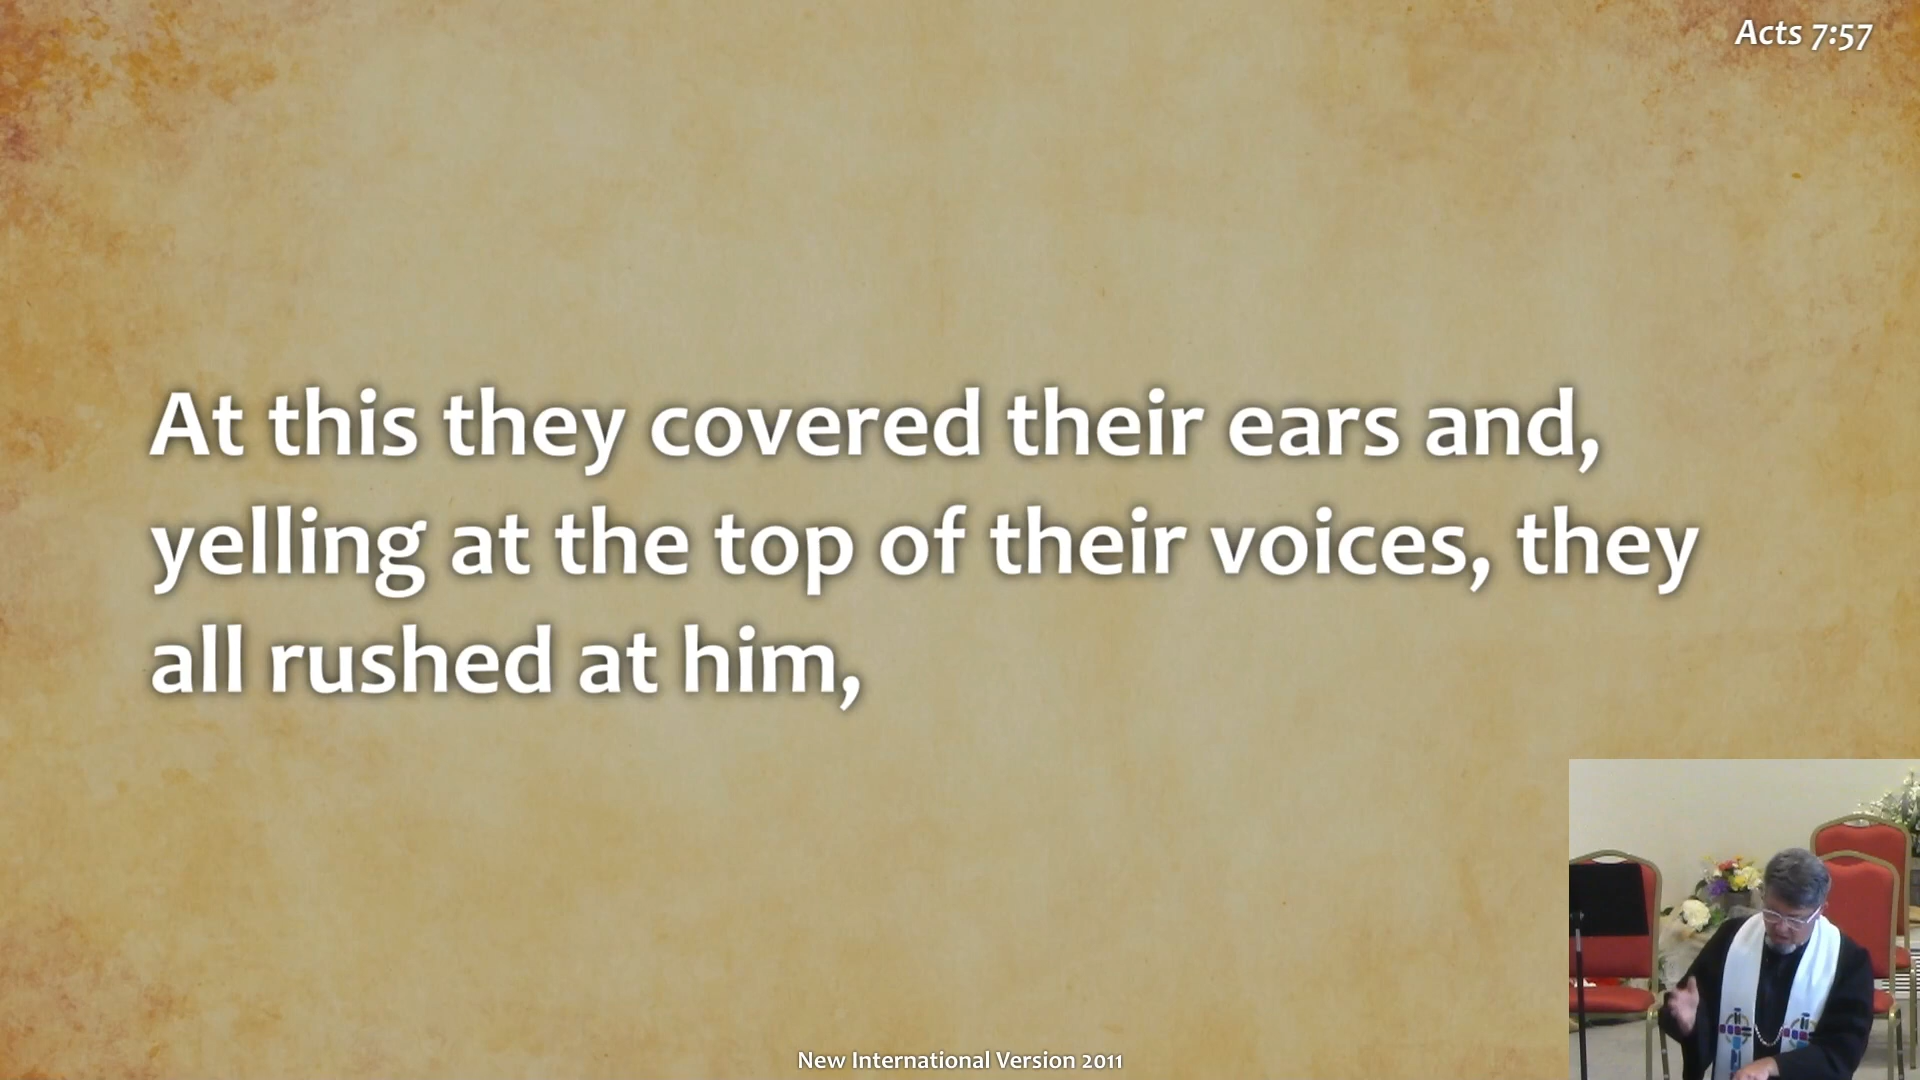 Acts 7:57
At this they covered their ears and,
yelling at the top of their voices, they
all rushed at him,
New International Version 2011